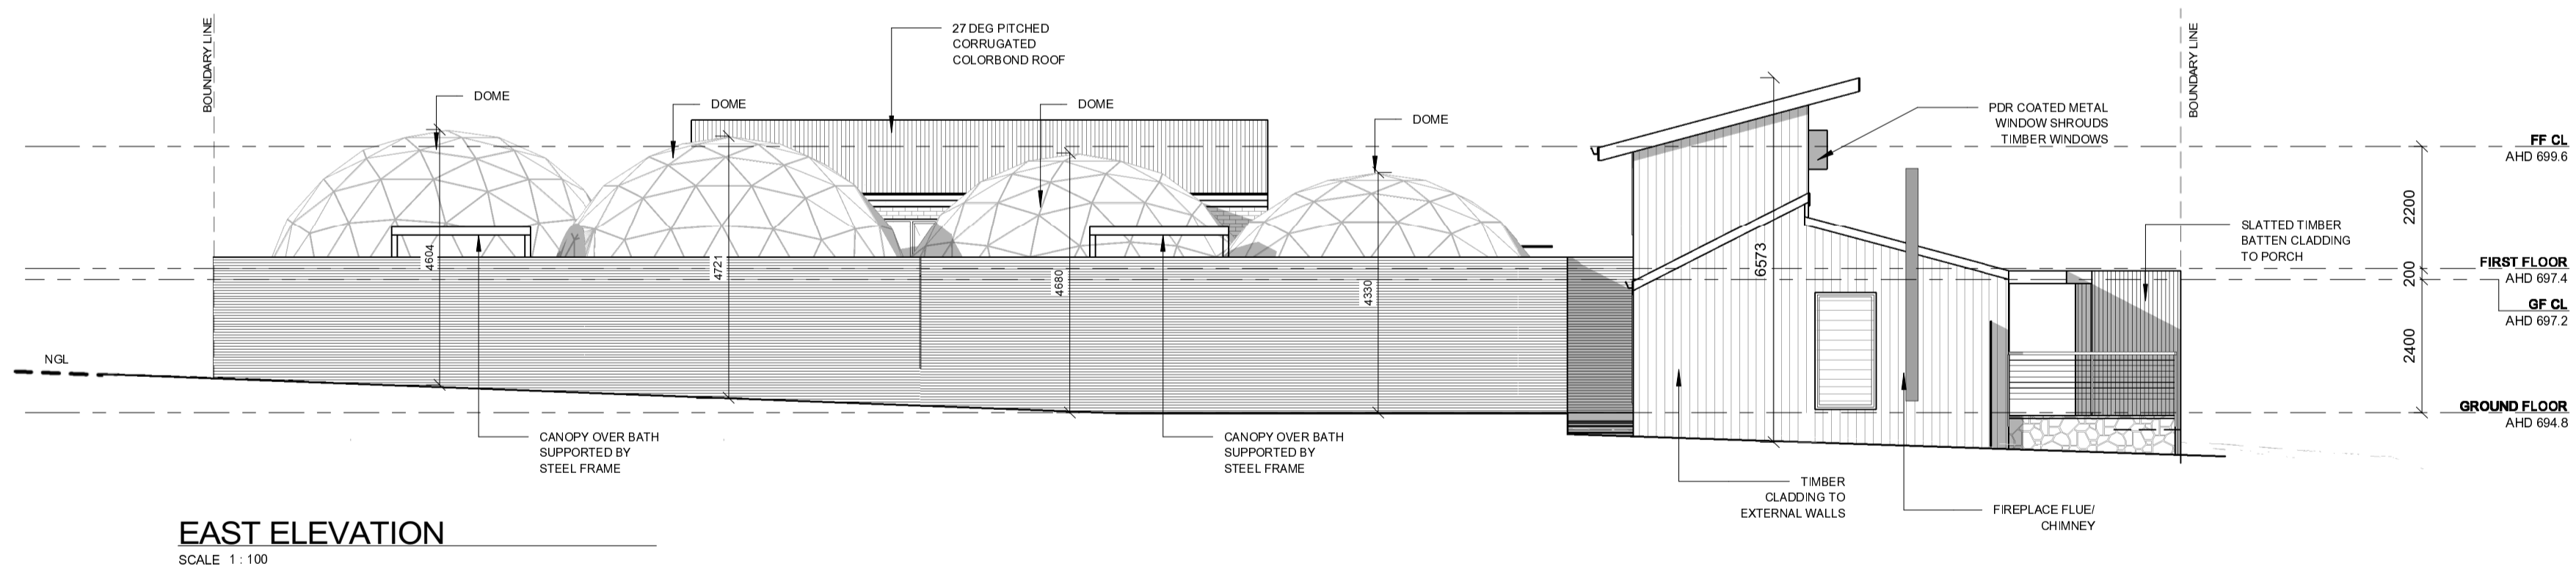 BOUNDARY LINE
27 DEG PITCHED
CORRUGATED
COLORBOND ROOF
BOUNDARY LINE
DOME
DOME
DOME
DOME
PDR COATED METAL
WINDOW SHROUDS
TIMBER WINDOWS
FF CL
AHD 699.6
2200
SLATTED TIMBER
BATTEN CLADDING
TO PORCH
4604
4721
4680
4330
6573
FIRST FLOOR
AHD 697.4
200
GF CL
AHD 697.2
2400
NGL
GROUND FLOOR
AHD 694.8
CANOPY OVER BATH
SUPPORTED BY
STEEL FRAME
CANOPY OVER BATH
SUPPORTED BY
STEEL FRAME
TIMBER
CLADDING TO
EXTERNAL WALLS
FIREPLACE FLUE/
CHIMNEY
EAST ELEVATION
SCALE 1 : 100